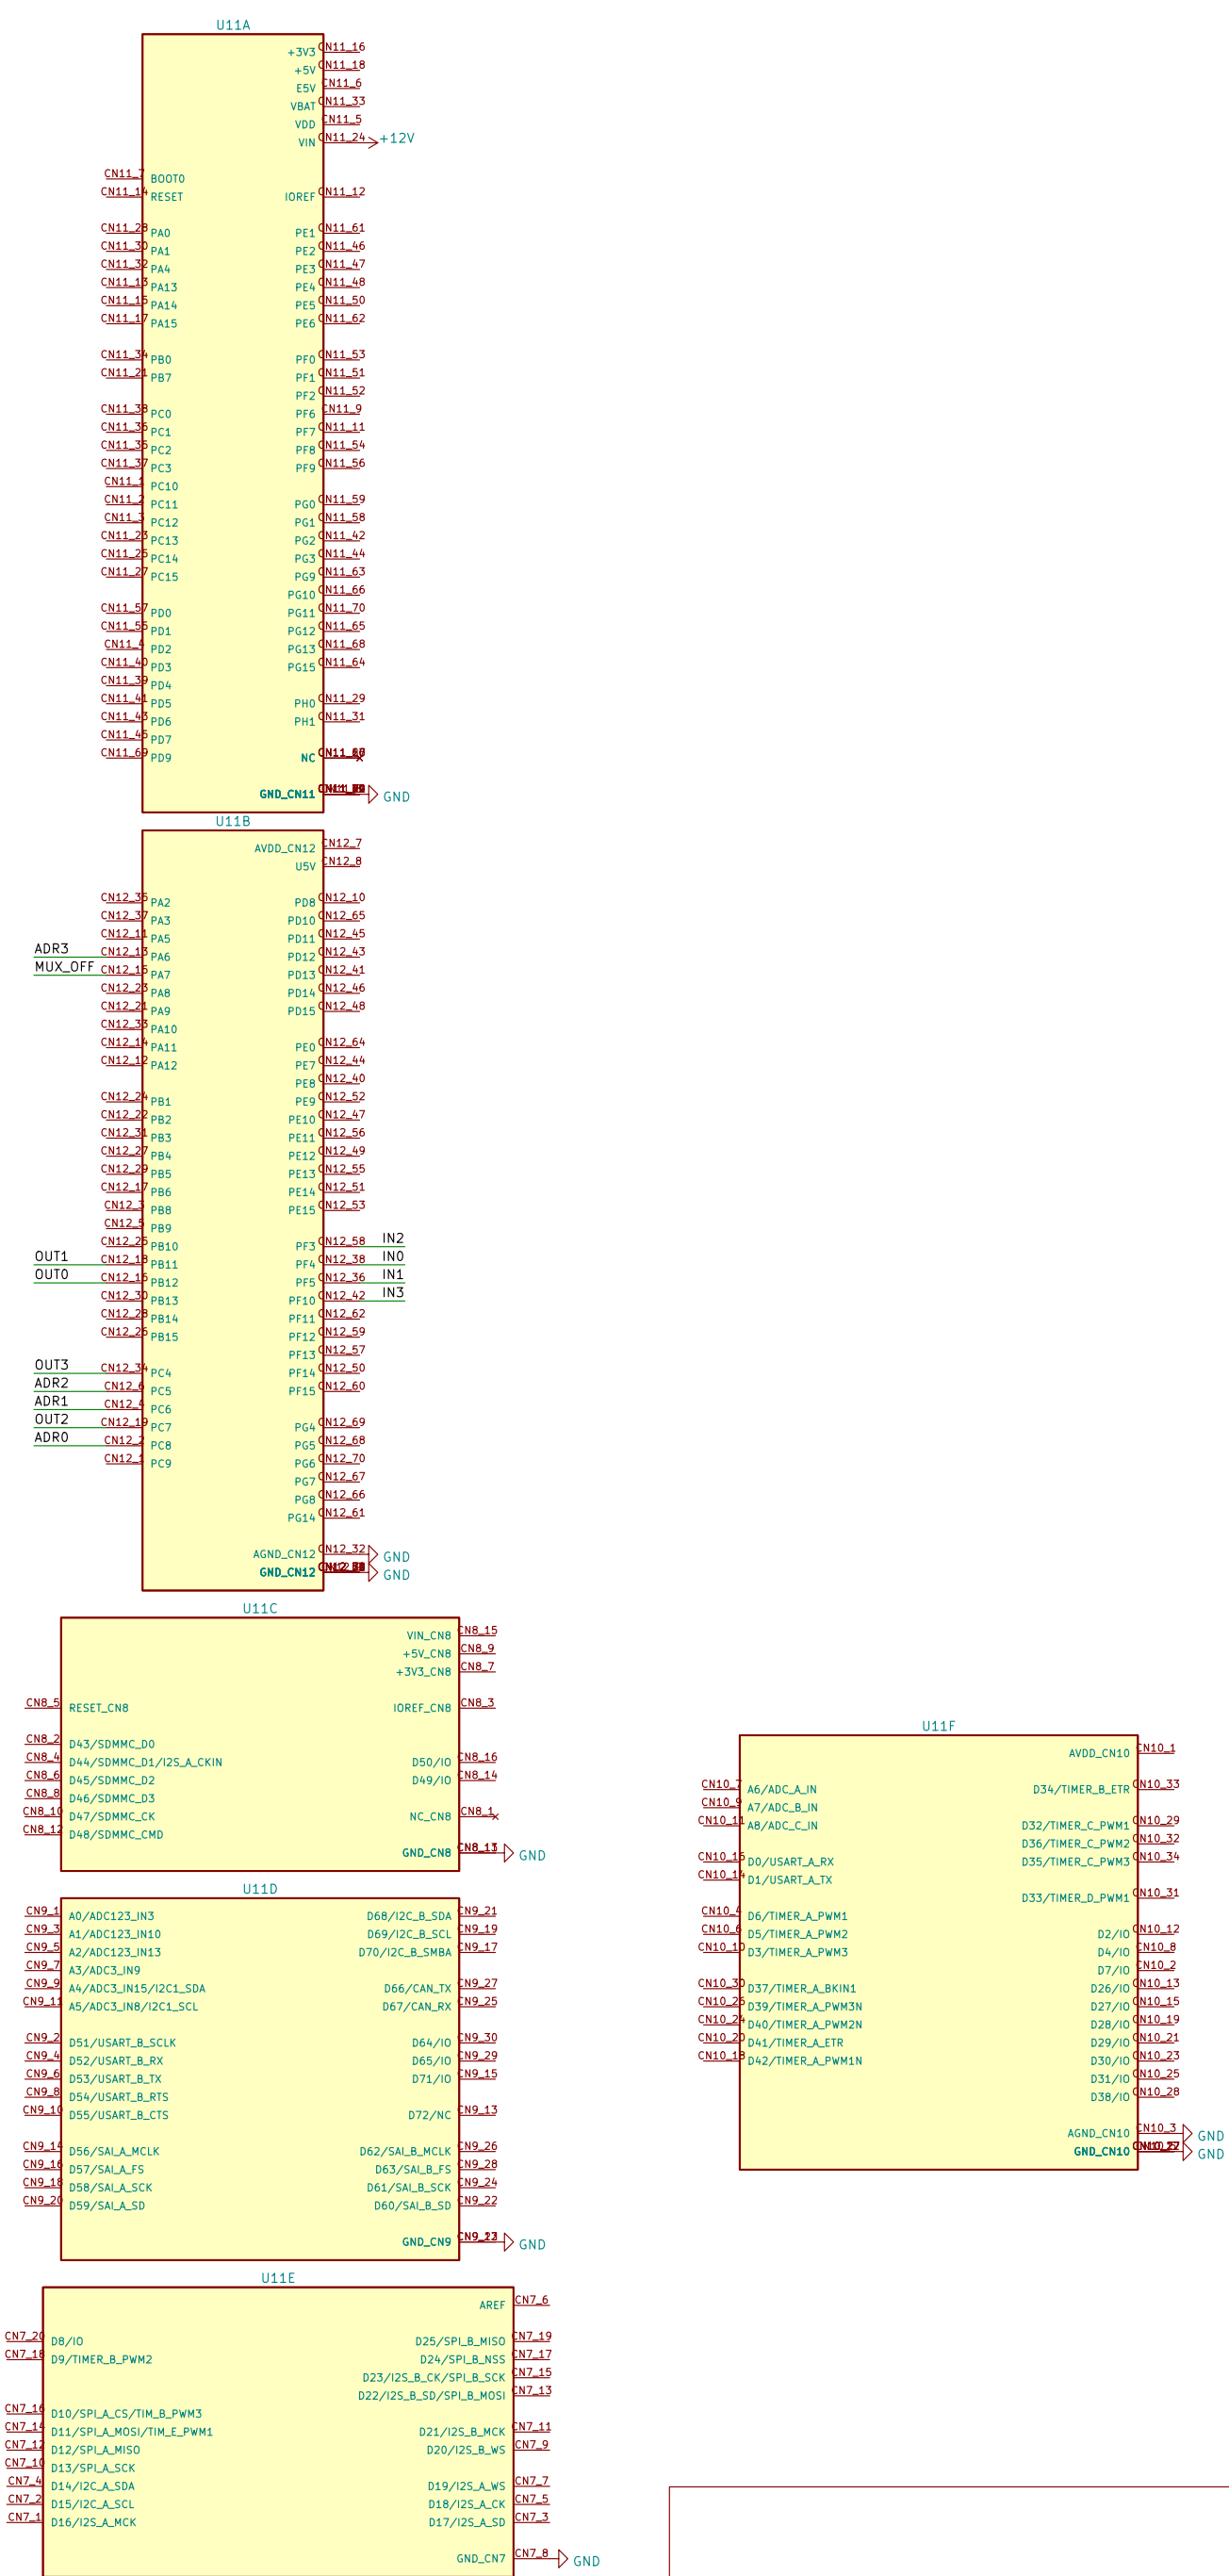 U11A
CN11_16 +3V3
CN11_18 +5V
CN11_6 E5V
CN11_33 VBAT
CN11_5 VDD
CN11_24 VIN +12V
CN11_7 BOOT0
CN11_14 RESET IOREF CN11_12
CN11_28 PA0 PE1 CN11_61
CN11_30 PA1 PE2 CN11_46
CN11_32 PA4 PE3 CN11_47
CN11_13 PA13 PE4 CN11_48
CN11_15 PA14 PE5 CN11_50
CN11_17 PA15 PE6 CN11_62
CN11_34 PB0 PF0 CN11_53
CN11_21 PB7 PF1 CN11_51
PF2 CN11_52
CN11_38 PC0 PF6 CN11_9
CN11_36 PC1 PF7 CN11_11
CN11_35 PC2 PF8 CN11_54
CN11_37 PC3 PF9 CN11_56
CN11_1 PC10
CN11_2 PC11 PG0 CN11_59
CN11_3 PC12 PG1 CN11_58
CN11_23 PC13 PG2 CN11_42
CN11_25 PC14 PG3 CN11_44
CN11_27 PC15 PG9 CN11_63
PG10 CN11_66
CN11_57 PD0 PG11 CN11_70
CN11_55 PD1 PG12 CN11_65
CN11_4 PD2 PG13 CN11_68
CN11_40 PD3 PG15 CN11_64
CN11_39 PD4
CN11_41 PD5 PH0 CN11_29
CN11_43 PD6 PH1 CN11_31
CN11_45 PD7
CN11_69 PD9 NC
GND_CN11 GND
U11B
AVDD_CN12 CN12_7
U5V CN12_8
CN12_35 PA2 PD8 CN12_10
CN12_37 PA3 PD10 CN12_65
CN12_11 PA5 PD11 CN12_45
ADR3 CN12_13 PA6 PD12 CN12_43
MUX_OFF CN12_15 PA7 PD13 CN12_41
CN12_23 PA8 PD14 CN12_46
CN12_21 PA9 PD15 CN12_48
CN12_33 PA10
CN12_14 PA11 PE0 CN12_64
CN12_12 PA12 PE7 CN12_44
PE8 CN12_40
CN12_24 PB1 PE9 CN12_52
CN12_22 PB2 PE10 CN12_47
CN12_31 PB3 PE11 CN12_56
CN12_27 PB4 PE12 CN12_49
CN12_29 PB5 PE13 CN12_55
CN12_17 PB6 PE14 CN12_51
CN12_3 PB8 PE15 CN12_53
CN12_5 PB9
CN12_25 PB10 PF3 CN12_58 IN2
OUT1 CN12_18 PB11 PF4 CN12_38 IN0
OUT0 CN12_16 PB12 PF5 CN12_36 IN1
CN12_30 PB13 PF10 CN12_42 IN3
CN12_28 PB14 PF11 CN12_62
CN12_26 PB15 PF12 CN12_59
PF13 CN12_57
OUT3 CN12_34 PC4 PF14 CN12_50
ADR2 CN12_6 PC5 PF15 CN12_60
ADR1 CN12_4 PC6
OUT2 CN12_19 PC7 PG4 CN12_69
ADR0 CN12_2 PC8 PG5 CN12_68
CN12_1 PC9 PG6 CN12_70
PG7 CN12_67
PG8 CN12_66
PG14 CN12_61
AGND_CN12 CN12_32 GND
GND_CN12 GND
U11C
VIN_CN8 CN8_15
+5V_CN8 CN8_9
+3V3_CN8 CN8_7
CN8_5 RESET_CN8 IOREF_CN8 CN8_3
CN8_2 D43/SDMMC_D0
CN8_4 D44/SDMMC_D1/I2S_A_CKIN D50/IO CN8_16
CN8_6 D45/SDMMC_D2 D49/IO CN8_14
CN8_8 D46/SDMMC_D3
CN8_10 D47/SDMMC_CK NC_CN8 CN8_1
CN8_12 D48/SDMMC_CMD
GND_CN8 GND
U11D
CN9_1 A0/ADC123_IN3 D68/I2C_B_SDA CN9_21
CN9_3 A1/ADC123_IN10 D69/I2C_B_SCL CN9_19
CN9_5 A2/ADC123_IN13 D70/I2C_B_SMBA CN9_17
CN9_7 A3/ADC3_IN9
CN9_9 A4/ADC3_IN15/I2C1_SDA D66/CAN_TX CN9_27
CN9_11 A5/ADC3_IN8/I2C1_SCL D67/CAN_RX CN9_25
CN9_2 D51/USART_B_SCLK D64/IO CN9_30
CN9_4 D52/USART_B_RX D65/IO CN9_29
CN9_6 D53/USART_B_TX D71/IO CN9_15
CN9_8 D54/USART_B_RTS
CN9_10 D55/USART_B_CTS D72/NC CN9_13
CN9_14 D56/SAI_A_MCLK D62/SAI_B_MCLK CN9_26
CN9_16 D57/SAI_A_FS D63/SAI_B_FS CN9_28
CN9_18 D58/SAI_A_SCK D61/SAI_B_SCK CN9_24
CN9_20 D59/SAI_A_SD D60/SAI_B_SD CN9_22
GND_CN9 GND
U11E
AREF CN7_6
CN7_20 D8/IO D25/SPI_B_MISO CN7_19
CN7_18 D9/TIMER_B_PWM2 D24/SPI_B_NSS CN7_17
D23/I2S_B_CK/SPI_B_SCK CN7_15
D22/I2S_B_SD/SPI_B_MOSI CN7_13
CN7_16 D10/SPI_A_CS/TIM_B_PWM3
CN7_14 D11/SPI_A_MOSI/TIM_E_PWM1 D21/I2S_B_MCK CN7_11
CN7_12 D12/SPI_A_MISO D20/I2S_B_WS CN7_9
CN7_10 D13/SPI_A_SCK
CN7_4 D14/I2C_A_SDA D19/I2S_A_WS CN7_7
CN7_2 D15/I2C_A_SCL D18/I2S_A_CK CN7_5
CN7_1 D16/I2S_A_MCK D17/I2S_A_SD CN7_3
GND_CN7 CN7_8 GND
U11F
AVDD_CN10 CN10_1
CN10_7 A6/ADC_A_IN D34/TIMER_B_ETR CN10_33
CN10_9 A7/ADC_B_IN
CN10_11 A8/ADC_C_IN D32/TIMER_C_PWM1 CN10_29
D36/TIMER_C_PWM2 CN10_32
CN10_16 D0/USART_A_RX D35/TIMER_C_PWM3 CN10_34
CN10_14 D1/USART_A_TX
D33/TIMER_D_PWM1 CN10_31
CN10_4 D6/TIMER_A_PWM1
CN10_6 D5/TIMER_A_PWM2 D2/IO CN10_12
CN10_10 D3/TIMER_A_PWM3 D4/IO CN10_8
D7/IO CN10_2
CN10_30 D37/TIMER_A_BKIN1 D26/IO CN10_13
CN10_26 D39/TIMER_A_PWM3N D27/IO CN10_15
CN10_24 D40/TIMER_A_PWM2N D28/IO CN10_19
CN10_20 D41/TIMER_A_ETR D29/IO CN10_21
CN10_18 D42/TIMER_A_PWM1N D30/IO CN10_23
D31/IO CN10_25
D38/IO CN10_28
AGND_CN10 CN10_3 GND
GND_CN10 GND